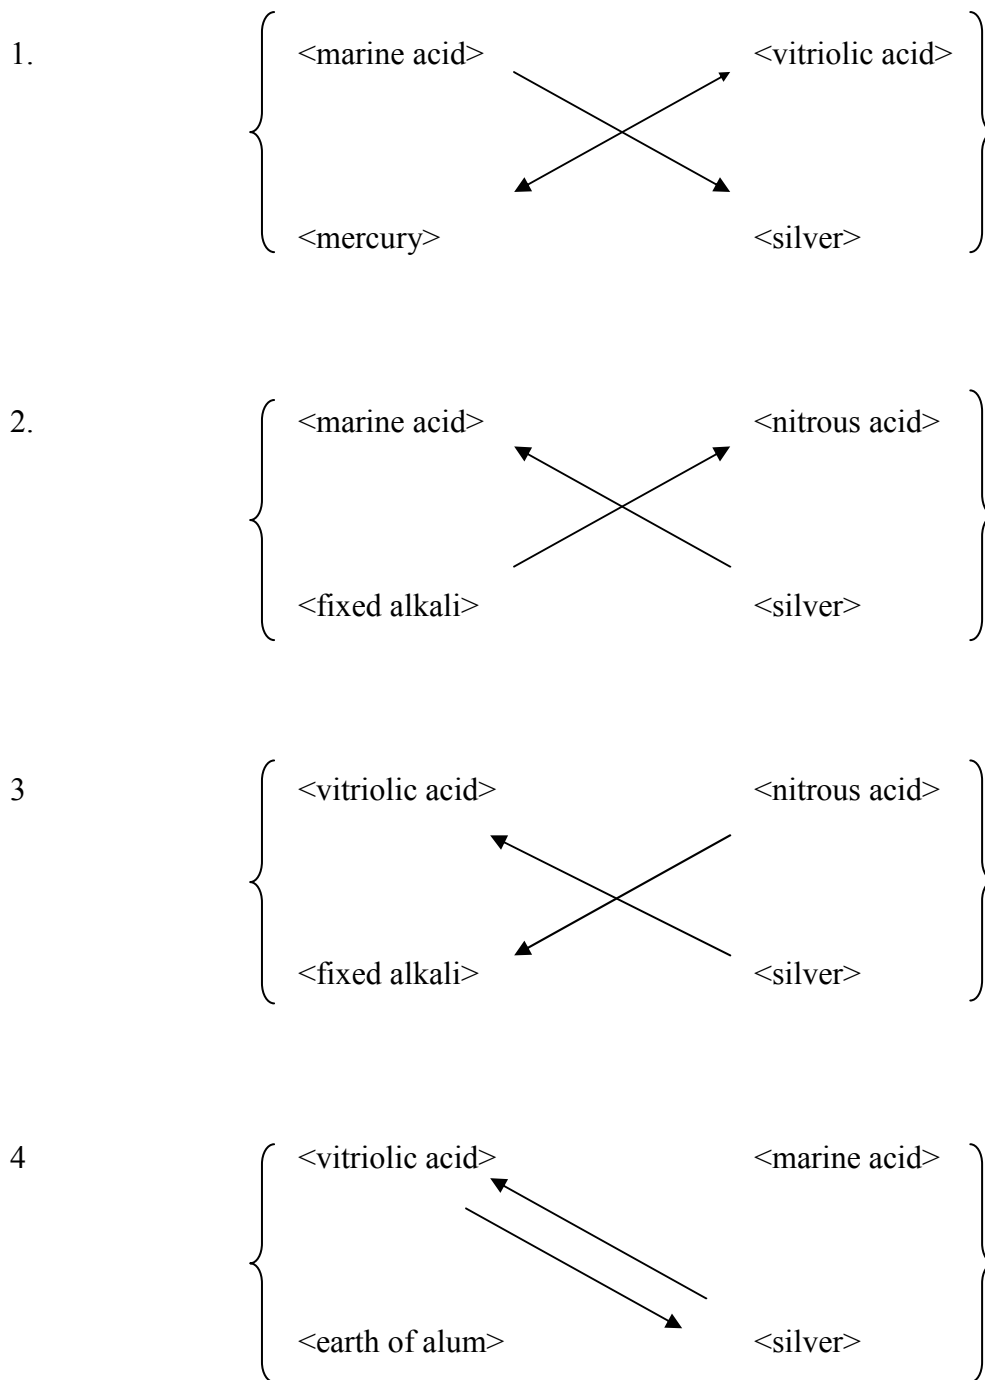 1. <marine acid> <vitriolic acid>
<mercury> <silver>
2. <marine acid> <nitrous acid>
<fixed alkali> <silver>
3 <vitriolic acid> <nitrous acid>
<fixed alkali> <silver>
4 <vitriolic acid> <marine acid>
<earth of alum> <silver>